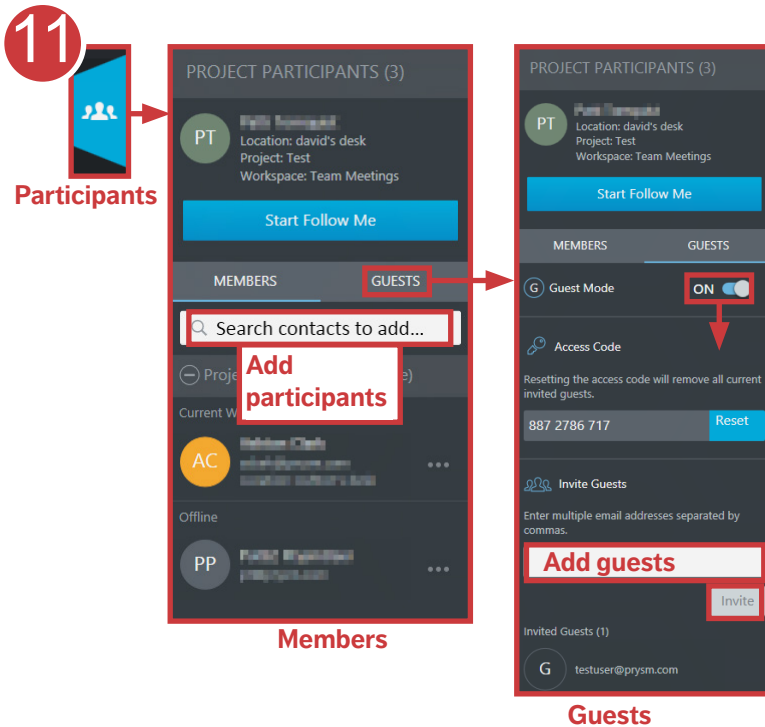 11
Participants
PROJECT PARTICIPANTS (3)
PT
Location: david's desk
Project: Test
Workspace: Team Meetings
Start Follow Me
MEMBERS
GUESTS
Search contacts to add...
Add
participants
Proje
e)
Current W
AC
Offline
PP
Members
PROJECT PARTICIPANTS (3)
PT
Location: david's desk
Project: Test
Workspace: Team Meetings
Start Follow Me
MEMBERS
GUESTS
G Guest Mode
ON
Access Code
Resetting the access code will remove all current
invited guests.
887 2786 717
Reset
Invite Guests
Enter multiple email addresses separated by
commas.
Add guests
Invite
Invited Guests (1)
G
testuser@prysm.com
Guests